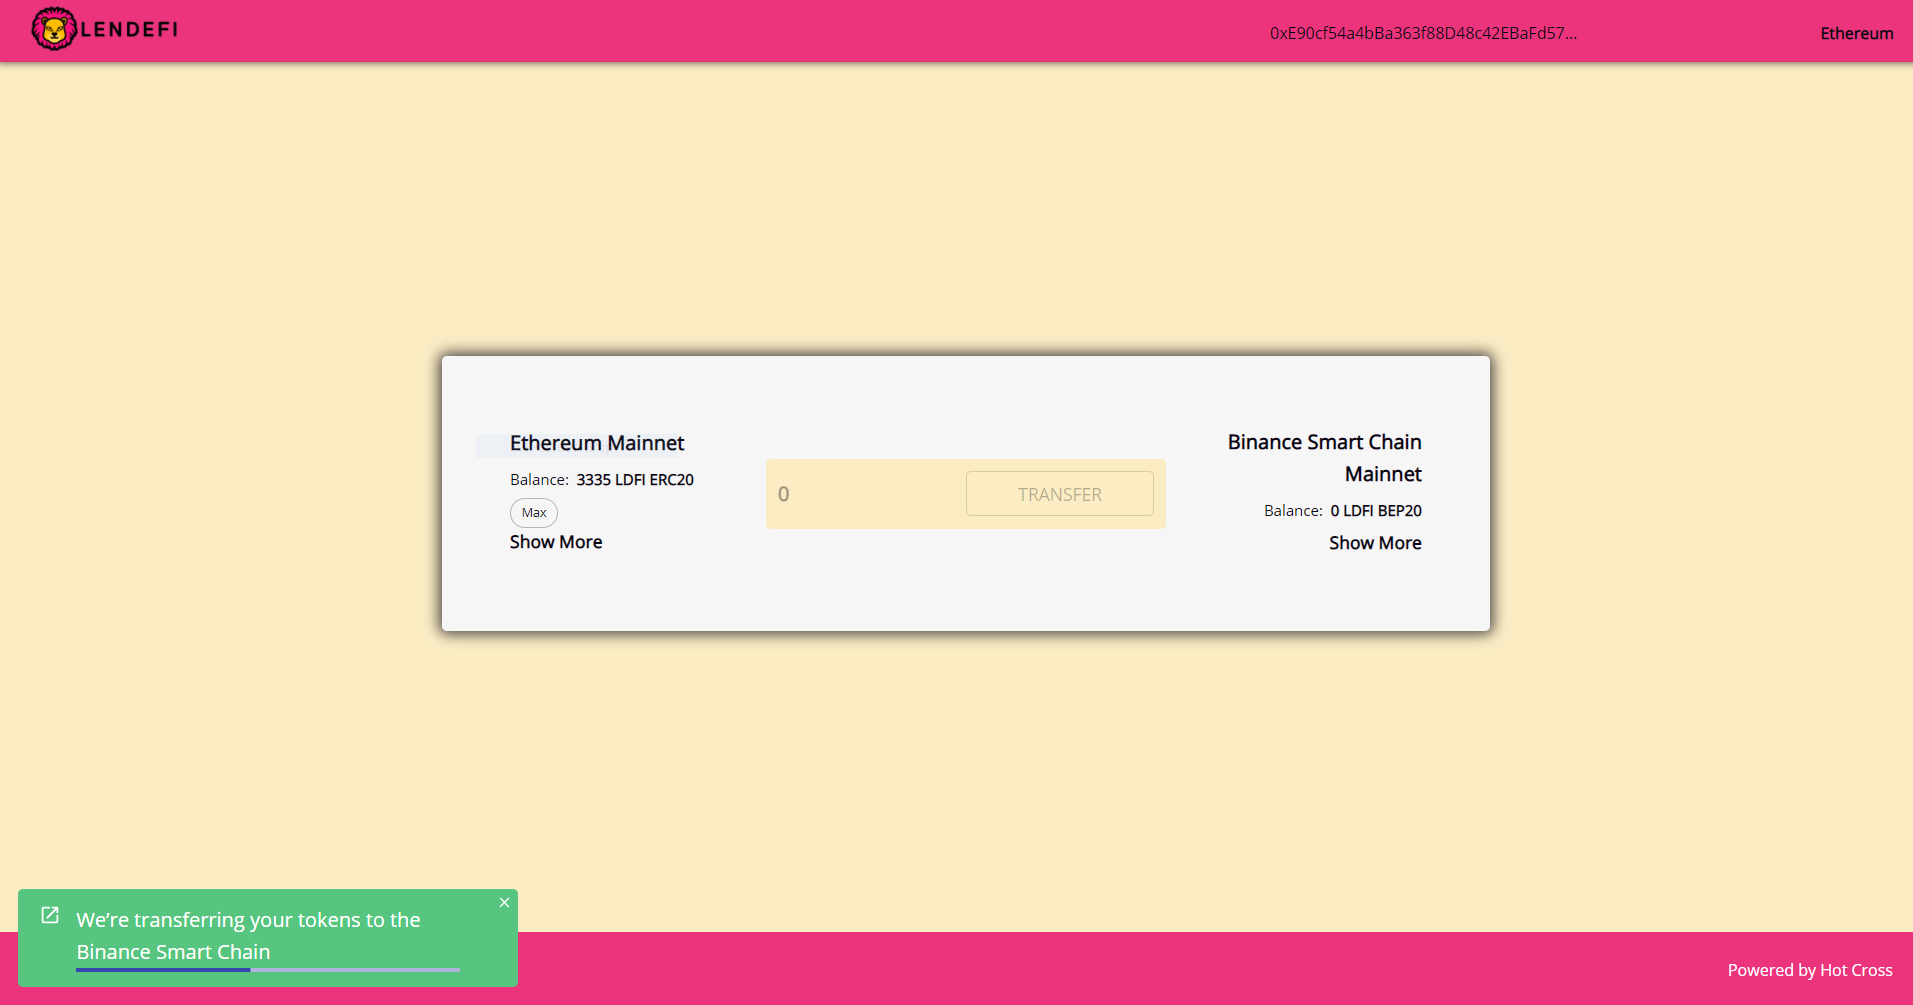 LENDEFI
0xE90cf54a4bBa363f88D48c42EBaFd57...
Ethereum
Ethereum Mainnet
Balance: 3335 LDFI ERC20
Max
Show More
0
TRANSFER
Binance Smart Chain
Mainnet
Balance: 0 LDFI BEP20
Show More
We're transferring your tokens to the
Binance Smart Chain
Powered by Hot Cross